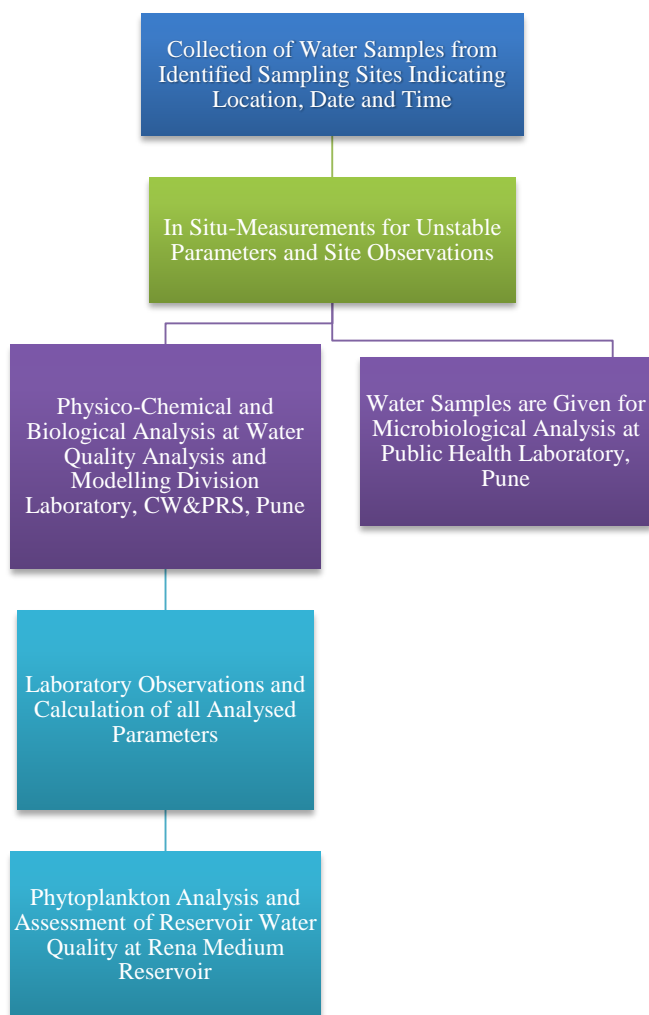 Collection of Water Samples from
Identified Sampling Sites Indicating
Location, Date and Time
In Situ-Measurements for Unstable
Parameters and Site Observations
Physico-Chemical and
Biological Analysis at Water
Quality Analysis and
Modelling Division
Laboratory, CW&PRS, Pune
Water Samples are Given for
Microbiological Analysis at
Public Health Laboratory,
Pune
Laboratory Observations and
Calculation of all Analysed
Parameters
Phytoplankton Analysis and
Assessment of Reservoir Water
Quality at Rena Medium
Reservoir